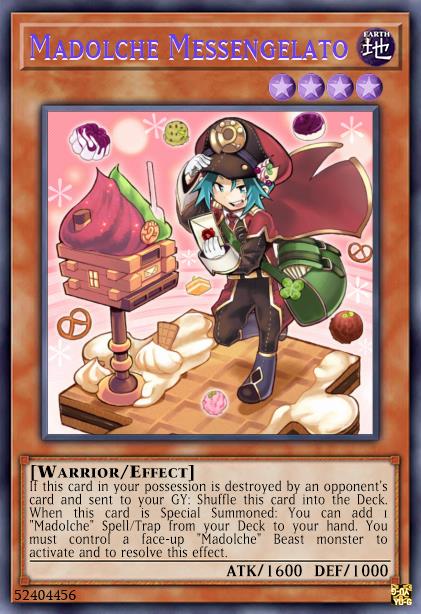 Madolche Messengelato
EARTH
地
[Warrior/Effect]
If this card in your possession is destroyed by an opponent's
card and sent to your GY: Shuffle this card into the Deck.
When this card is Special Summoned: You can add 1
"Madolche" Spell/Trap from your Deck to your hand. You
must control a face-up "Madolche" Beast monster to
activate and to resolve this effect.
ATK/1600 DEF/1000
52404456